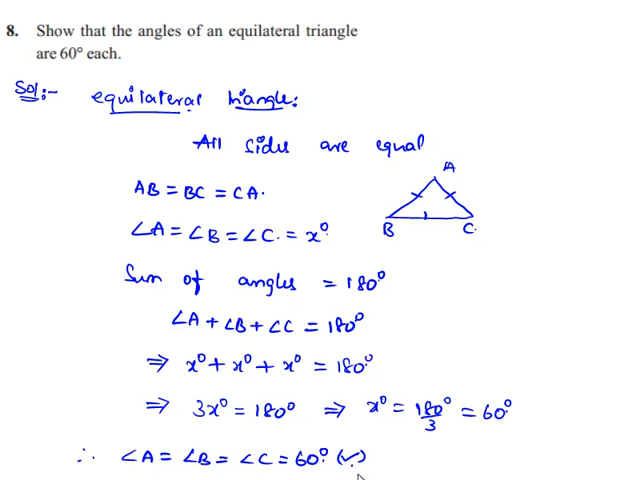 8. Show that the angles of an equilateral triangle
are 60° each.
Sol:-
equilateral triangle:
All sides are equal
A
AB = BC = CA.
∠A = ∠B = ∠C. = x°
B C.
Sum of angles = 180°
∠A + ∠B + ∠C = 180°
⇒ x° + x° + x° = 180°
⇒ 3x° = 180° ⇒ x° = 180°/3 = 60°
∴ ∠A = ∠B = ∠C = 60° (✓)